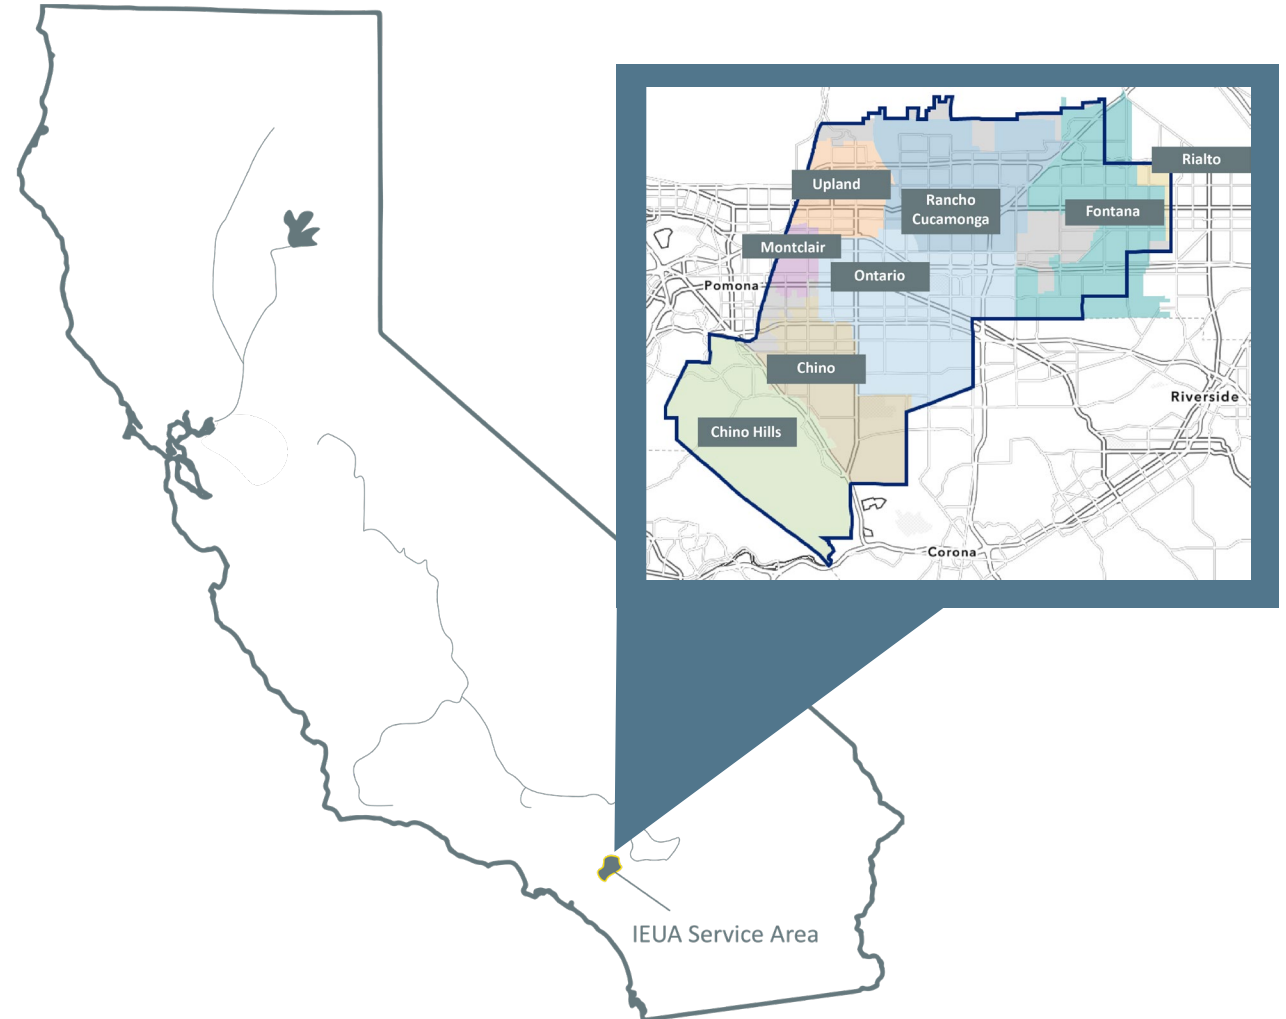 Rialto
Upland
Rancho
Cucamonga
Fontana
Montclair
Ontario
Pomona
Chino
Riverside
Chino Hills
Corona
IEUA Service Area